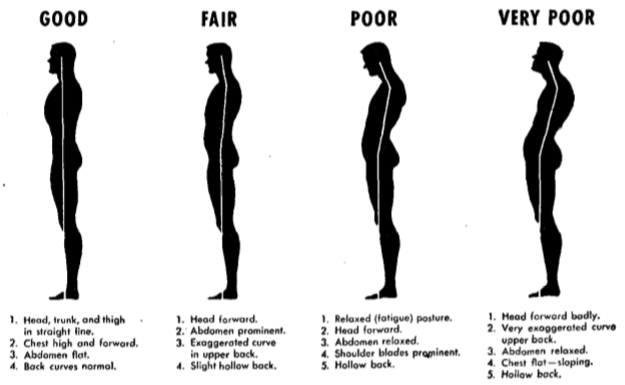 GOOD
FAIR
POOR
VERY POOR
1. Head, trunk, and thigh
in straight line.
2. Chest high and forward.
3. Abdomen flat.
4. Back curves normal.
1. Head forward.
2. Abdomen prominent.
3. Exaggerated curve
in upper back.
4. Slight hollow back.
1. Relaxed (fatigue) posture.
2. Head forward.
3. Abdomen relaxed.
4. Shoulder blades prominent.
5. Hollow back.
1. Head forward badly.
2. Very exaggerated curve
upper back.
3. Abdomen relaxed.
4. Chest flat—sloping.
5. Hollow back.